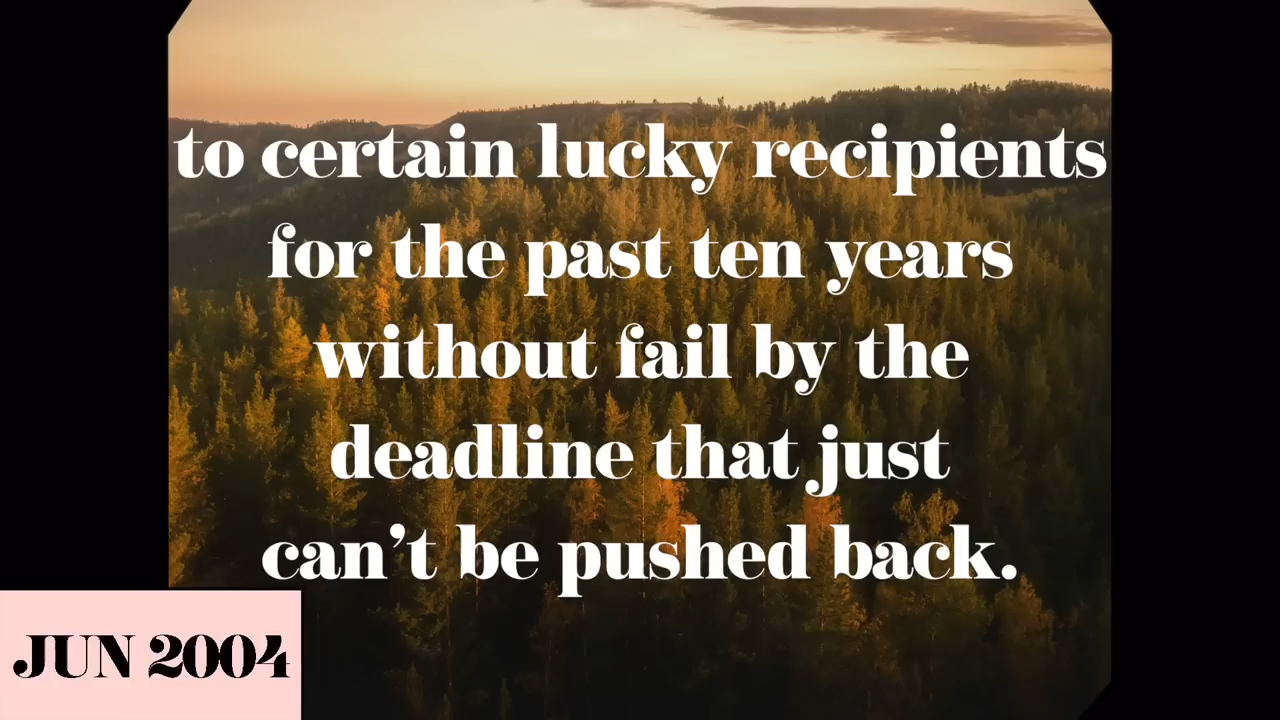 to certain lucky recipients
for the past ten years
without fail by the
deadline that just
can’t be pushed back.
JUN 2004